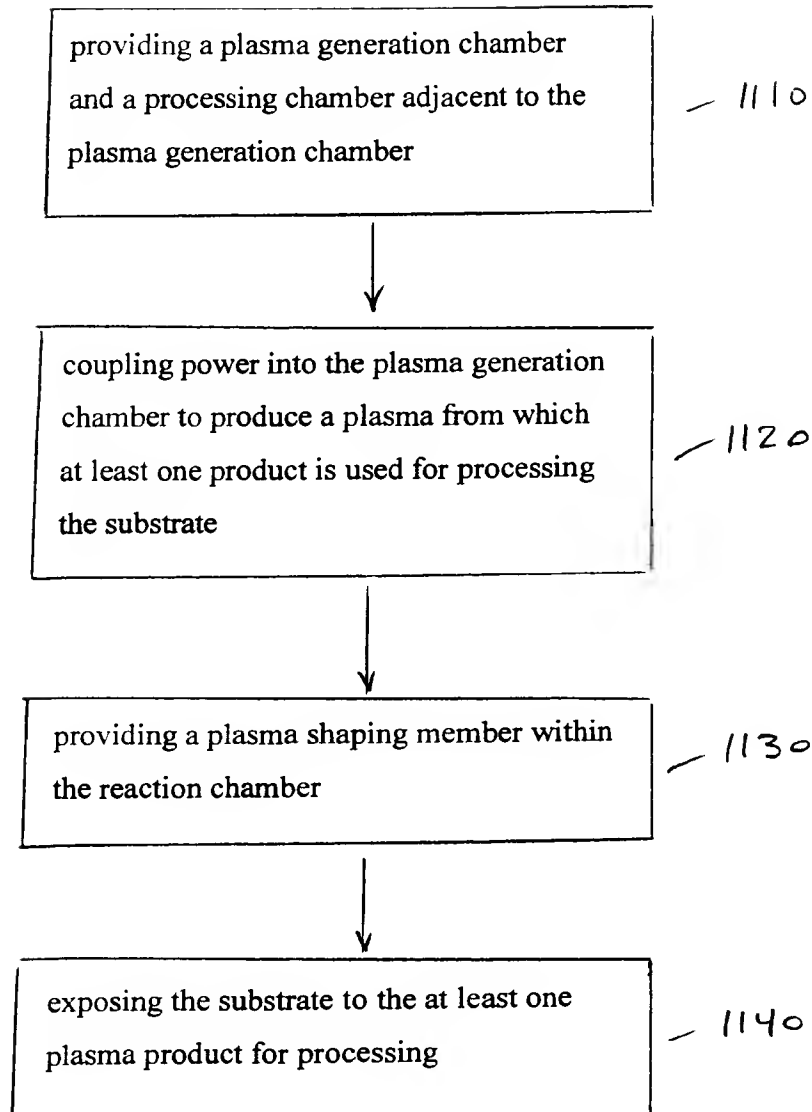 providing a plasma generation chamber
and a processing chamber adjacent to the
plasma generation chamber
1110
coupling power into the plasma generation
chamber to produce a plasma from which
at least one product is used for processing
the substrate
1120
providing a plasma shaping member within
the reaction chamber
1130
exposing the substrate to the at least one
plasma product for processing
1140